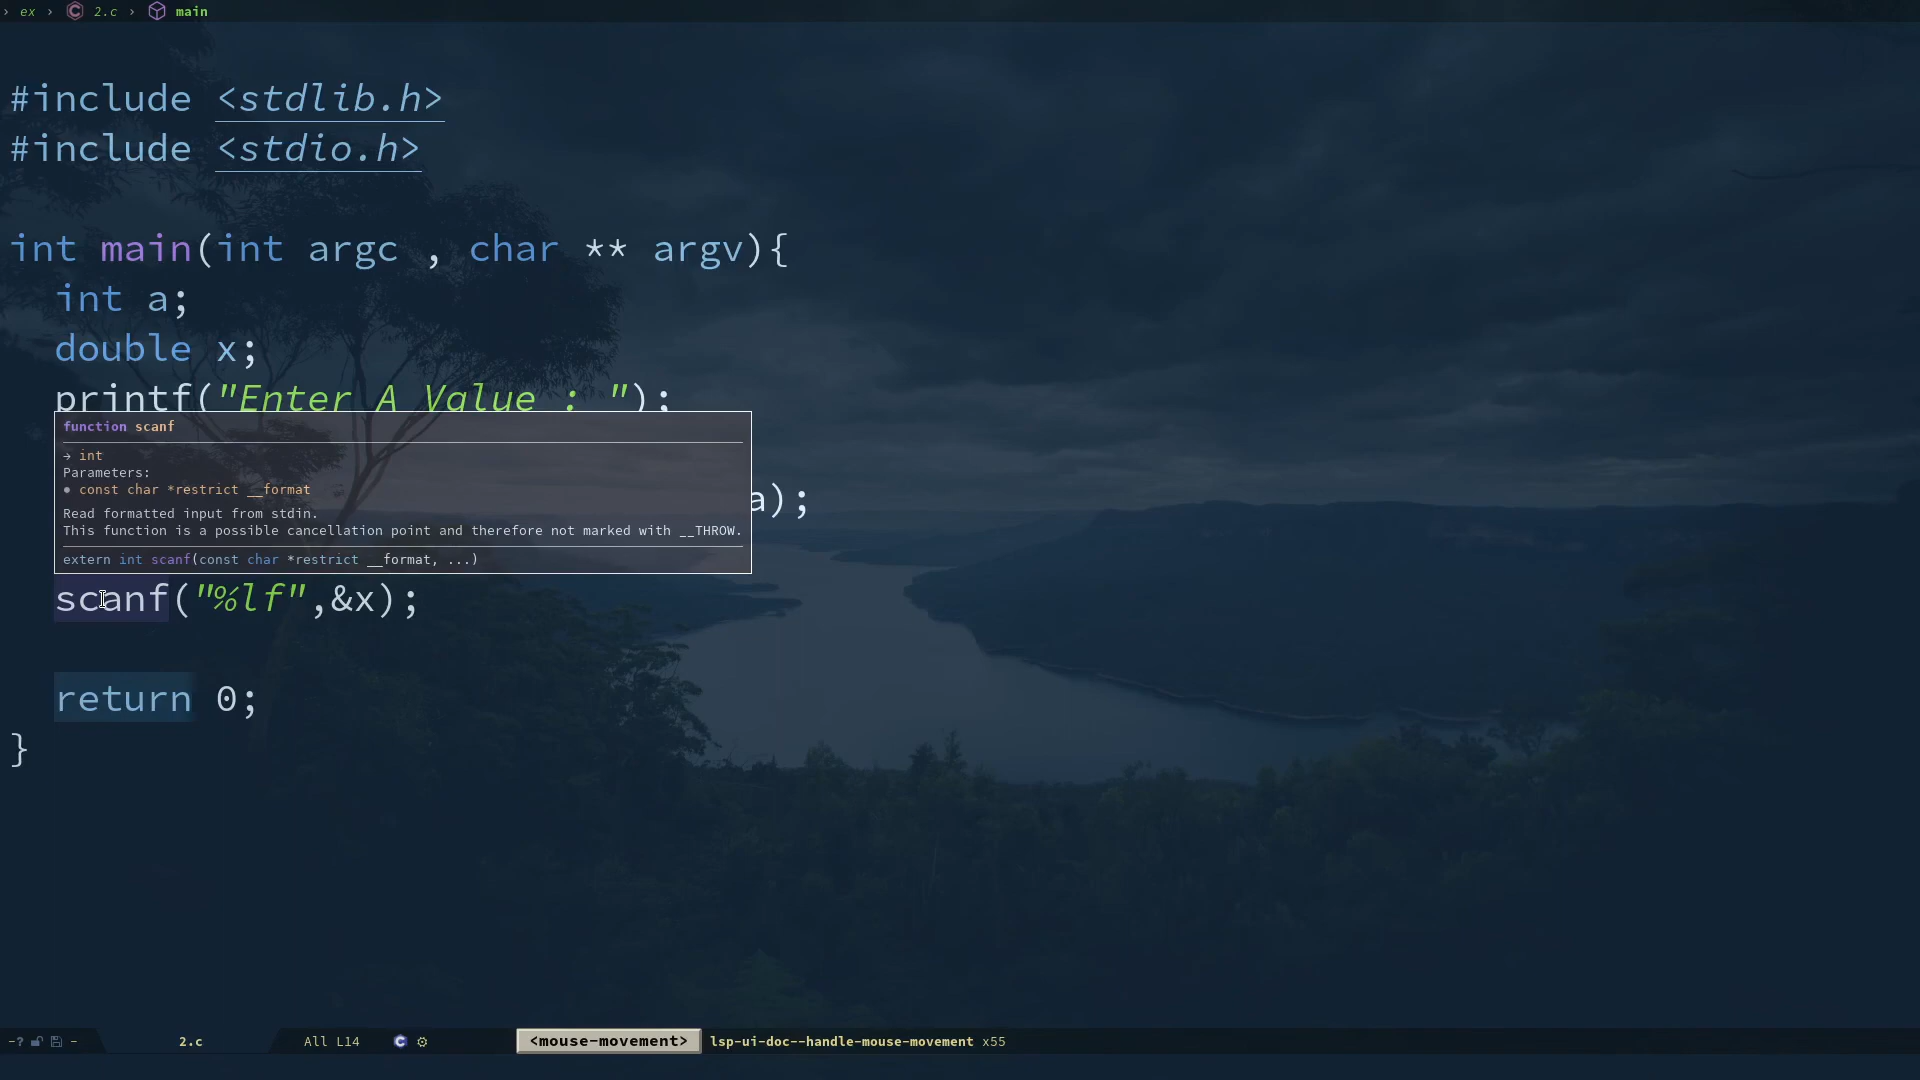 › ex › 2.c › main
#include <stdlib.h>
#include <stdio.h>
int main(int argc , char ** argv){
int a;
double x;
printf("Enter A Value : ");
function scanf
→ int
Parameters:
• const char *restrict __format
Read formatted input from stdin.
This function is a possible cancellation point and therefore not marked with __THROW.
extern int scanf(const char *restrict __format, ...)
a);
scanf("%lf",&x);
return 0;
}
-? - 2.c All L14 <mouse-movement> lsp-ui-doc--handle-mouse-movement x55